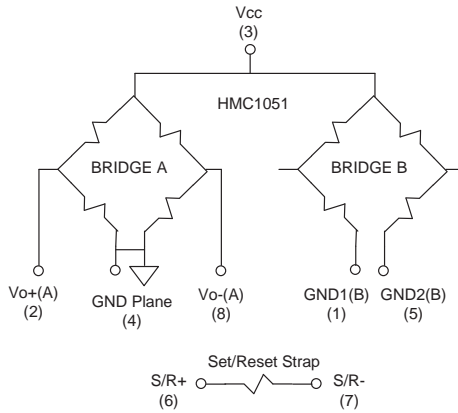 Vcc
(3)
HMC1051
BRIDGE A
BRIDGE B
Vo+(A)
(2)
GND Plane
(4)
Vo-(A)
(8)
GND1(B)
(1)
GND2(B)
(5)
Set/Reset Strap
S/R+
(6)
S/R-
(7)